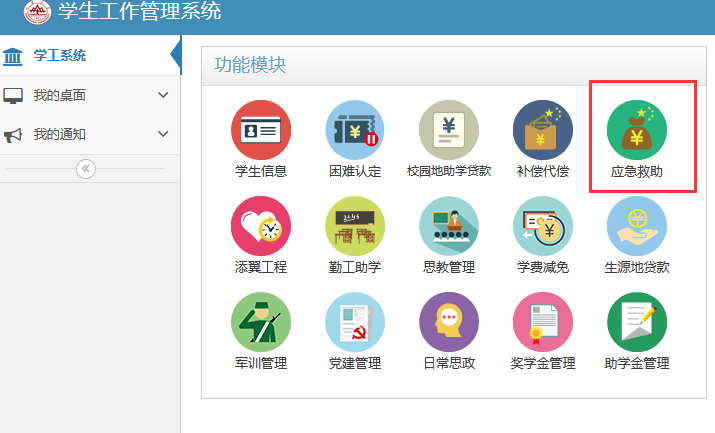 学生工作管理系统
学工系统
我的桌面
我的通知
功能模块
学生信息
困难认定
校园地助学贷款
补偿代偿
应急救助
添翼工程
勤工助学
思教管理
学费减免
生源地贷款
军训管理
党建管理
日常思政
奖学金管理
助学金管理